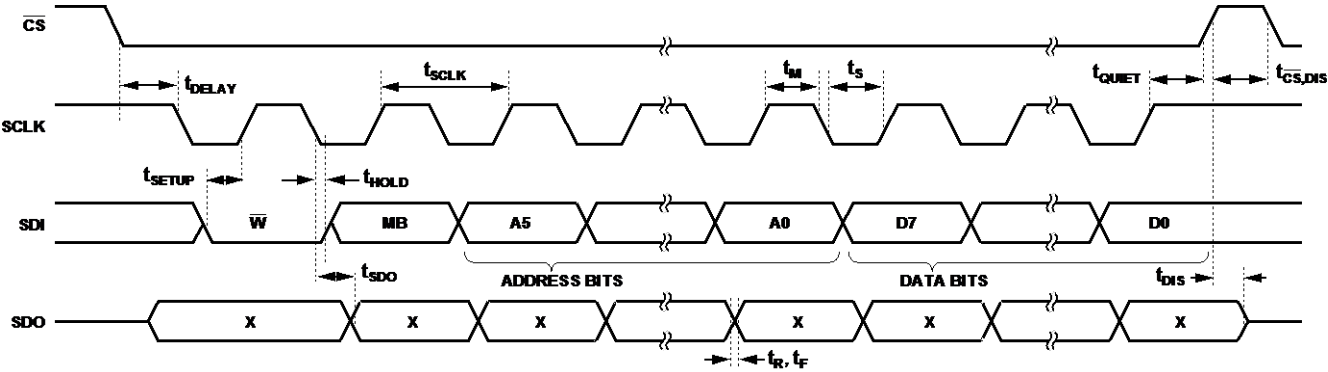 CS
tDELAY
tSCLK
tM
tS
tQUIET
tCS,DIS
SCLK
tSETUP
tHOLD
SDI
W
MB
A5
A0
D7
D0
tSDO
ADDRESS BITS
DATA BITS
tDIS
SDO
X
X
X
X
X
X
tR, tF